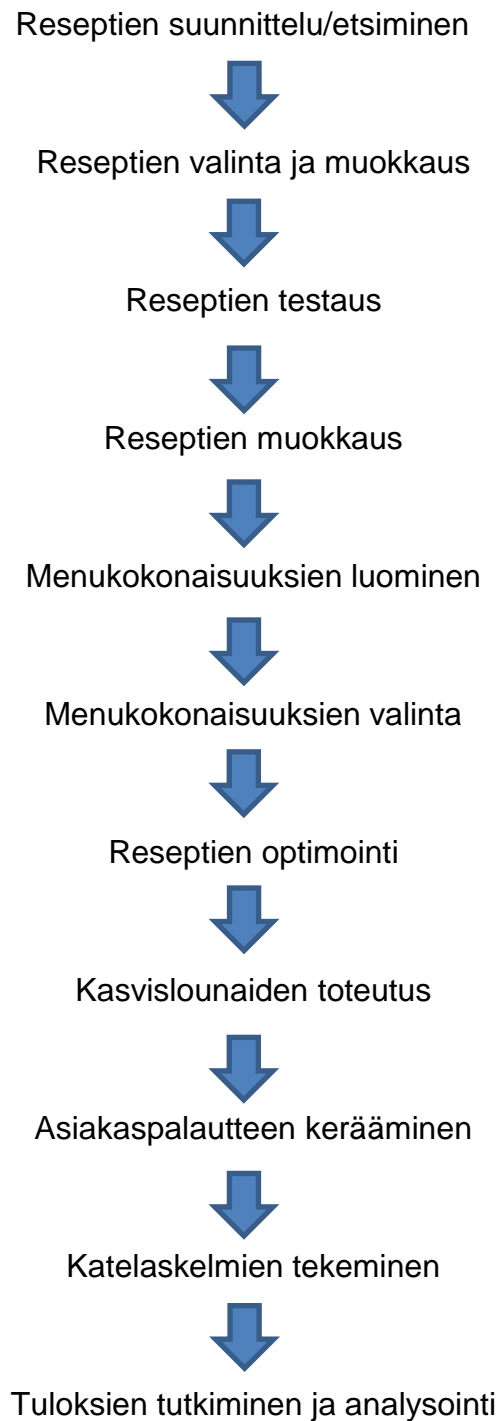 Reseptien suunnittelu/etsiminen
Reseptien valinta ja muokkaus
Reseptien testaus
Reseptien muokkaus
Menukokonaisuuksien luominen
Menukokonaisuuksien valinta
Reseptien optimointi
Kasvislounaiden toteutus
Asiakaspalautteen kerääminen
Katelaskelmien tekeminen
Tuloksien tutkiminen ja analysointi